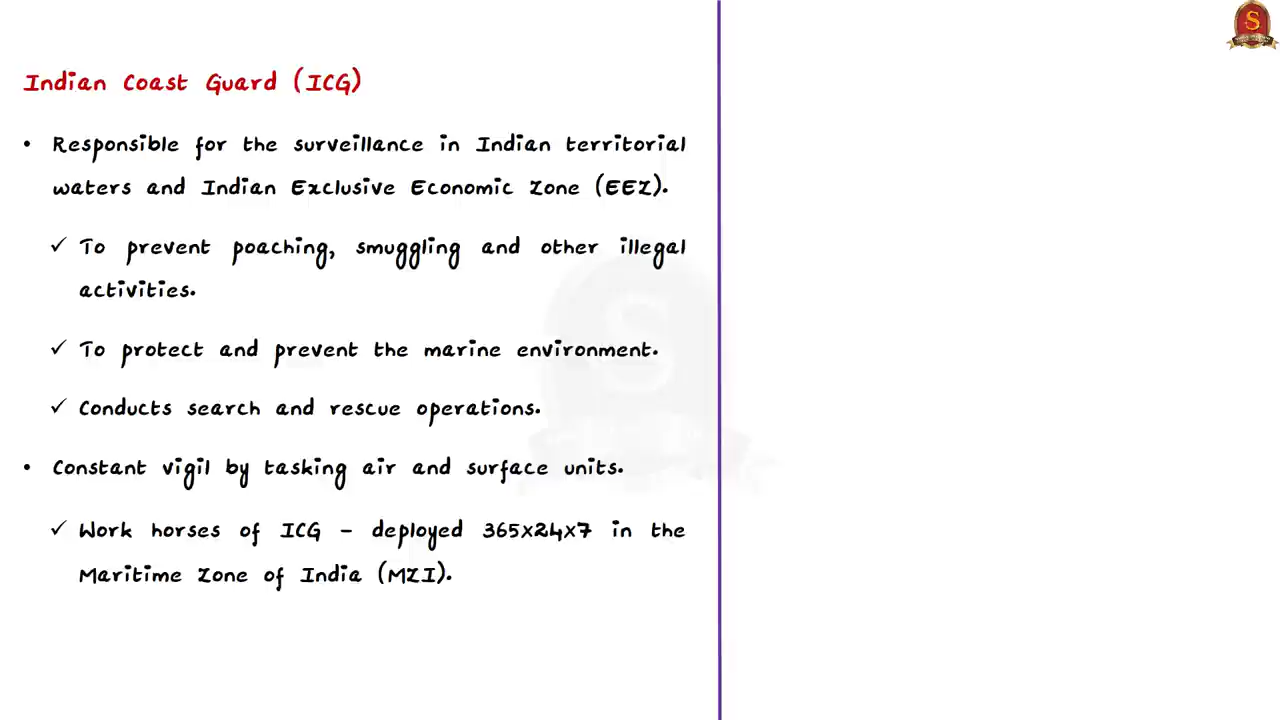 Indian Coast Guard (ICG)
• Responsible for the surveillance in Indian territorial
waters and Indian Exclusive Economic Zone (EEZ).
✓ To prevent poaching, smuggling and other illegal
activities.
✓ To protect and prevent the marine environment.
✓ Conducts search and rescue operations.
• Constant vigil by tasking air and surface units.
✓ Work horses of ICG – deployed 365x24x7 in the
Maritime Zone of India (MZI).
S